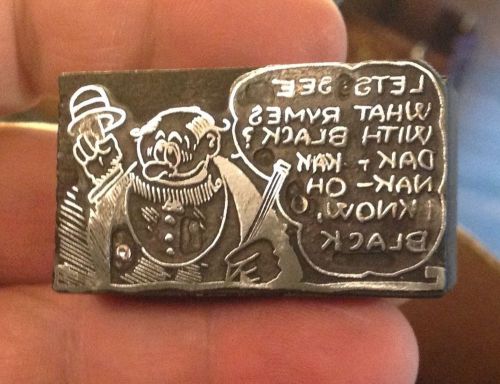 LETS SEE
WHAT RYMES
WITH BLACK?
DAK - KAK
NAK - OH
I KNOW,
BLACK